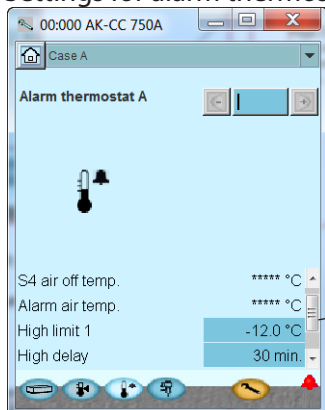 Settings for alarm thermos
00:000 AK-CC 750A
Case A
Alarm thermostat A
S4 air off temp. ***** °C
Alarm air temp. ***** °C
High limit 1 -12.0 °C
High delay 30 min.